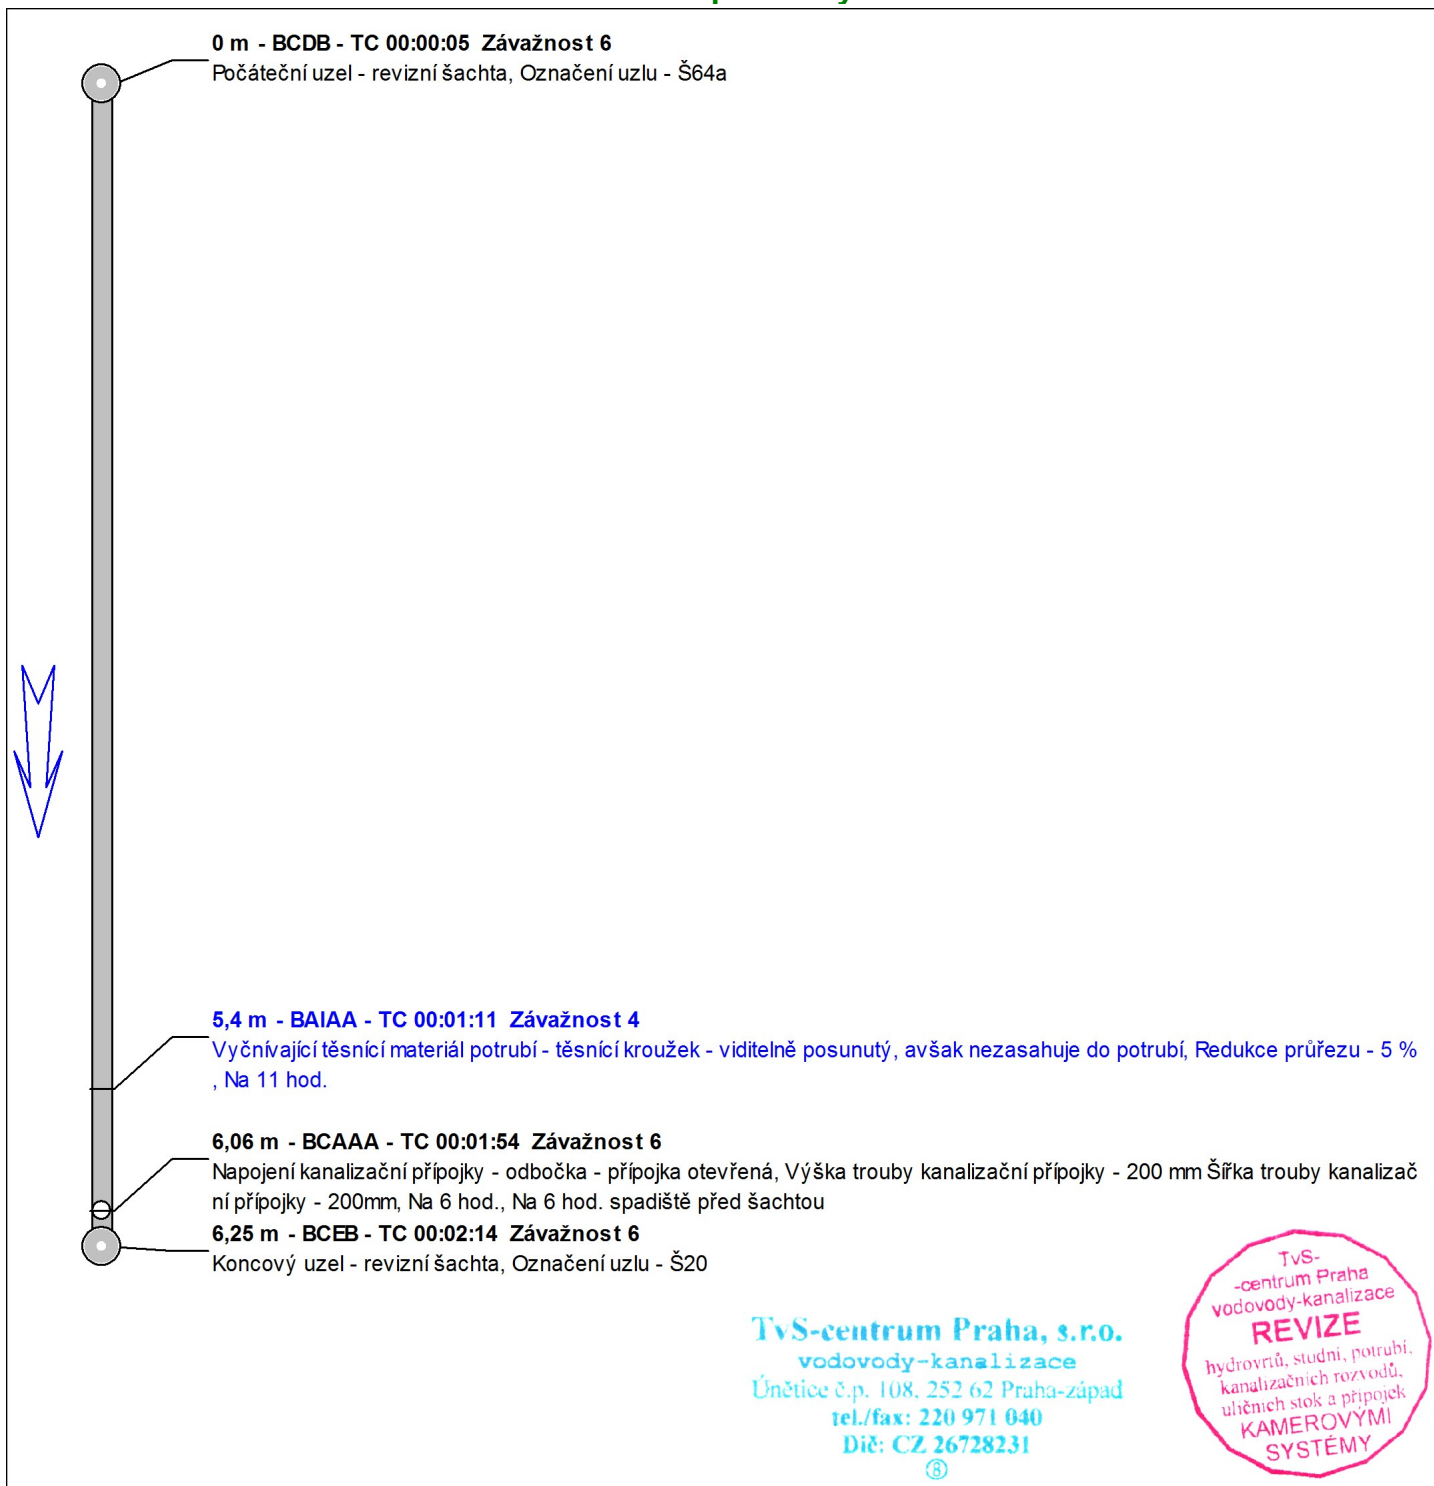 0 m - BCDB - TC 00:00:05 Závažnost 6
Počáteční uzel - revizní šachta, Označení uzlu - Š64a
5,4 m - BAIAA - TC 00:01:11 Závažnost 4
Vyčnívající těsnící materiál potrubí - těsnící kroužek - viditelně posunutý, avšak nezasahuje do potrubí, Redukce průřezu - 5 %
, Na 11 hod.
6,06 m - BCAAA - TC 00:01:54 Závažnost 6
Napojení kanalizační přípojky - odbočka - přípojka otevřená, Výška trouby kanalizační přípojky - 200 mm Šířka trouby kanalizač
ní přípojky - 200mm, Na 6 hod., Na 6 hod. spadiště před šachtou
6,25 m - BCEB - TC 00:02:14 Závažnost 6
Koncový uzel - revizní šachta, Označení uzlu - Š20
TvS-centrum Praha, s.r.o.
vodovody-kanalizace
Únětice č.p. 108, 252 62 Praha-západ
tel./fax: 220 971 040
Dič: CZ 26728231
⑧
TvS-
-centrum Praha
vodovody-kanalizace
REVIZE
hydrovrtů, studní, potrubí,
kanalizačních rozvodů,
uličních stok a přípojek
KAMEROVÝMI
SYSTÉMY